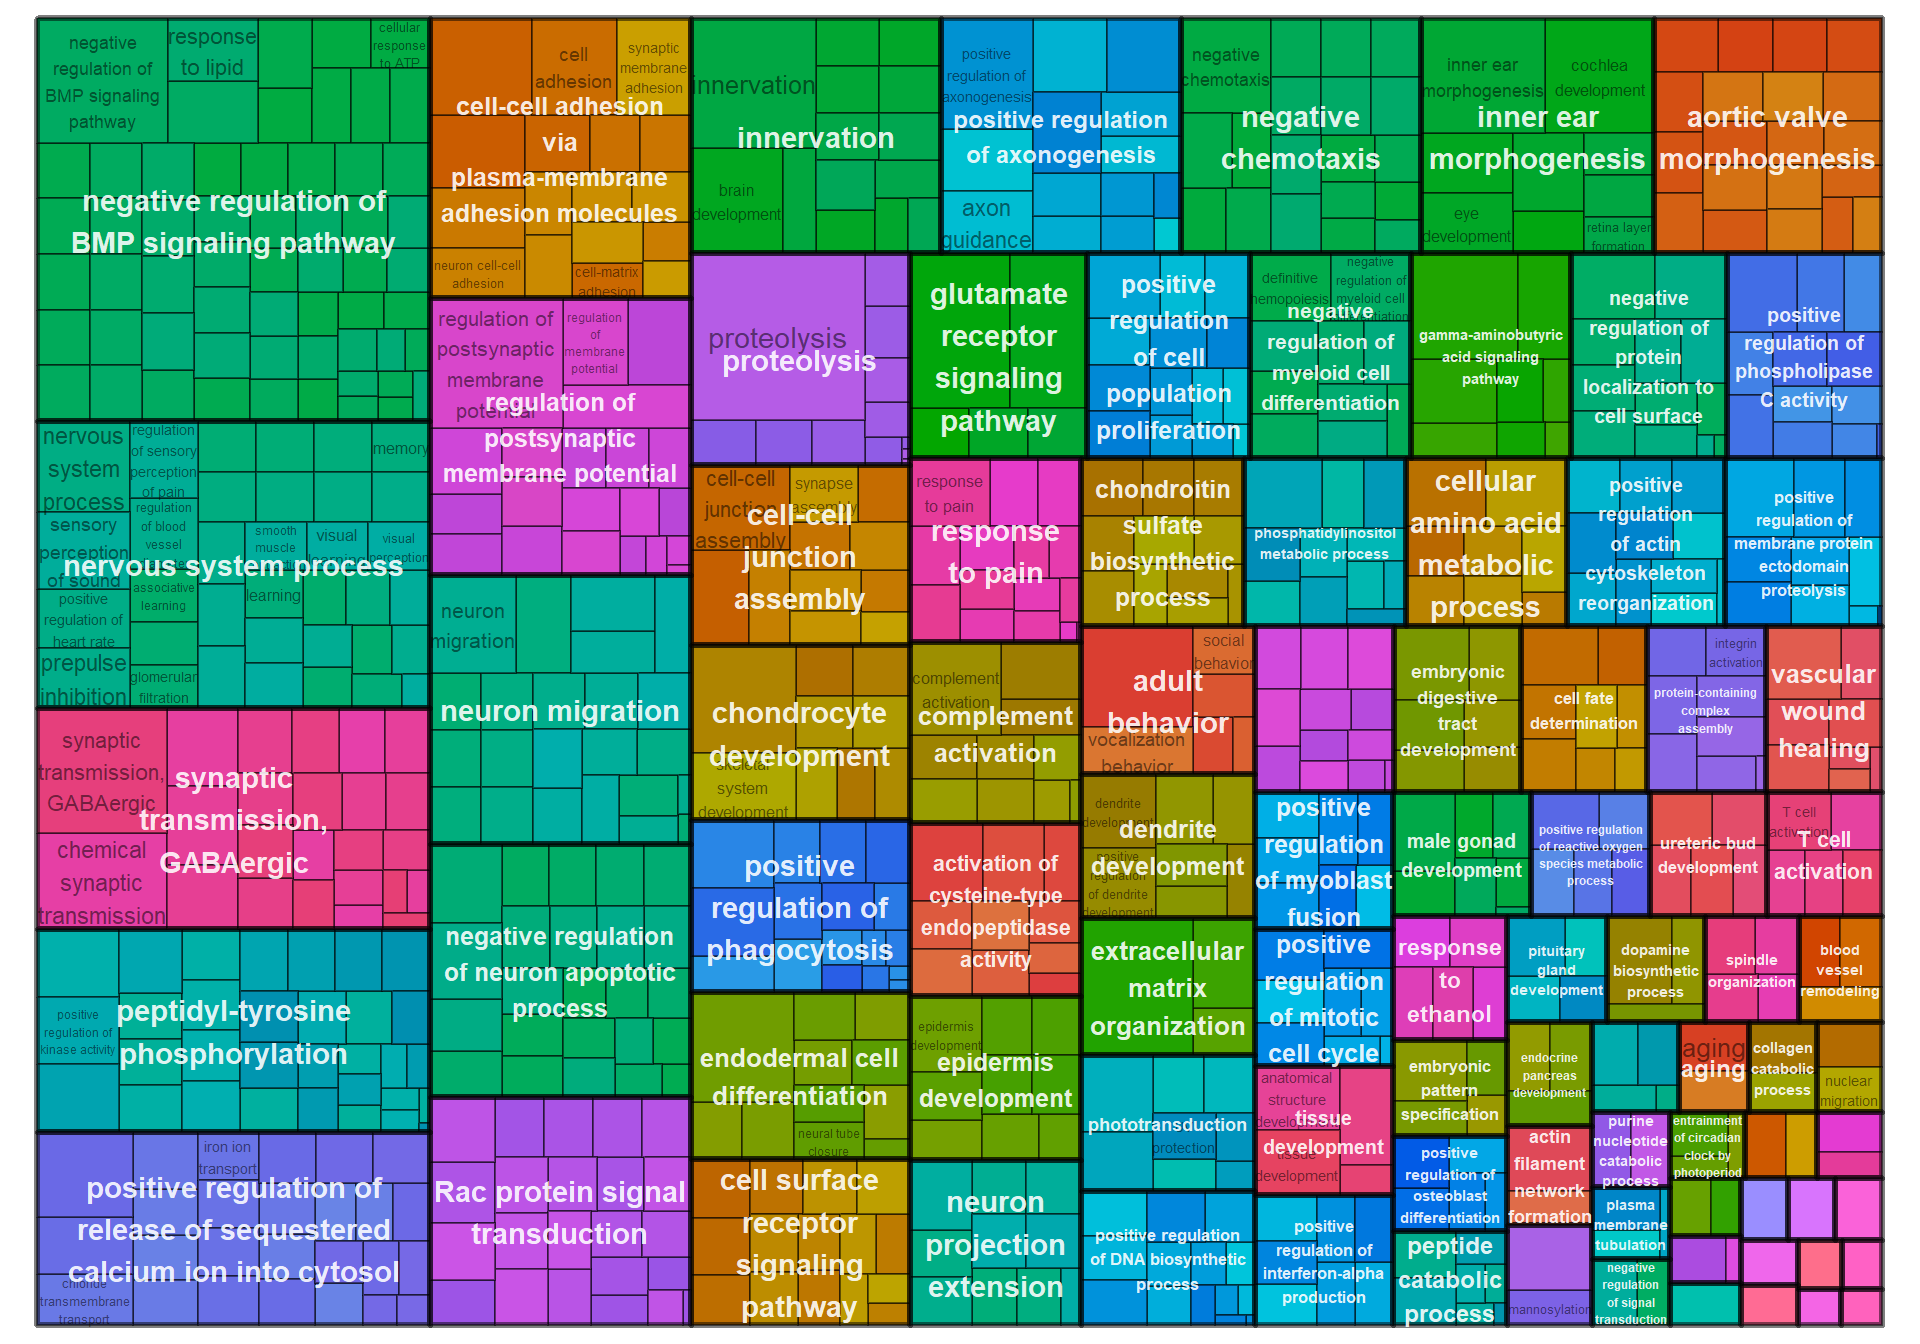 negative
regulation of
BMP signaling
pathway
response
to lipid
cellular
response
to ATP
negative regulation of
BMP signaling pathway
cell
adhesion
synaptic
membrane
adhesion
cell-cell adhesion
via
plasma-membrane
adhesion molecules
neuron cell-cell
adhesion
cell-matrix
adhesion
innervation
innervation
brain
development
positive
regulation of
axonogenesis
positive regulation
of axonogenesis
axon
guidance
negative
chemotaxis
negative
chemotaxis
inner ear
morphogenesis
cochlea
development
inner ear
morphogenesis
eye
development
retina layer
formation
aortic valve
morphogenesis
nervous
system
process
regulation
of sensory
perception
of pain
memory
sensory
perception
of sound
regulation
of blood
vessel
smooth
muscle
visual
learning
visual
perception
nervous system process
associative
learning
learning
positive
regulation of
heart rate
prepulse
inhibition
glomerular
filtration
regulation of
postsynaptic
membrane
potential
regulation
of
membrane
potential
regulation of
postsynaptic
membrane potential
proteolysis
proteolysis
glutamate
receptor
signaling
pathway
positive
regulation
of cell
population
proliferation
definitive
hemopoiesis
negative
regulation of
myeloid cell
differentiation
negative
regulation of
myeloid cell
differentiation
gamma-aminobutyric
acid signaling
pathway
negative
regulation of
protein
localization to
cell surface
positive
regulation of
phospholipase
C activity
cell-cell
junction
assembly
synapse
assembly
cell-cell
junction
assembly
response
to pain
response
to pain
chondroitin
sulfate
biosynthetic
process
phosphatidylinositol
metabolic process
cellular
amino acid
metabolic
process
positive
regulation
of actin
cytoskeleton
reorganization
positive
regulation of
membrane protein
ectodomain
proteolysis
neuron
migration
neuron migration
synaptic
transmission,
GABAergic
synaptic
transmission,
GABAergic
chemical
synaptic
transmission
chondrocyte
development
skeletal
system
development
complement
activation
complement
activation
adult
behavior
social
behavior
vocalization
behavior
embryonic
digestive
tract
development
cell fate
determination
integrin
activation
protein-containing
complex
assembly
vascular
wound
healing
negative regulation
of neuron apoptotic
process
positive
regulation of
phagocytosis
activation of
cysteine-type
endopeptidase
activity
dendrite
development
positive
regulation
of dendrite
development
dendrite
development
positive
regulation
of myoblast
fusion
male gonad
development
positive regulation
of reactive oxygen
species metabolic
process
ureteric bud
development
T cell
activation
T cell
activation
positive
regulation of
kinase activity
peptidyl-tyrosine
phosphorylation
extracellular
matrix
organization
positive
regulation
of mitotic
cell cycle
response
to
ethanol
pituitary
gland
development
dopamine
biosynthetic
process
spindle
organization
blood
vessel
remodeling
endodermal cell
differentiation
neural tube
closure
epidermis
development
epidermis
development
phototransduction
protection
anatomical
structure
development
tissue
development
tissue
development
embryonic
pattern
specification
endocrine
pancreas
development
aging
aging
collagen
catabolic
process
nuclear
migration
iron ion
transport
positive regulation of
release of sequestered
calcium ion into cytosol
chloride
transmembrane
transport
Rac protein signal
transduction
cell surface
receptor
signaling
pathway
neuron
projection
extension
positive regulation
of DNA biosynthetic
process
positive
regulation of
interferon-alpha
production
positive
regulation of
osteoblast
differentiation
peptide
catabolic
process
actin
filament
network
formation
mannosylation
purine
nucleotide
catabolic
process
entrainment
of circadian
clock by
photoperiod
plasma
membrane
tubulation
negative
regulation
of signal
transduction